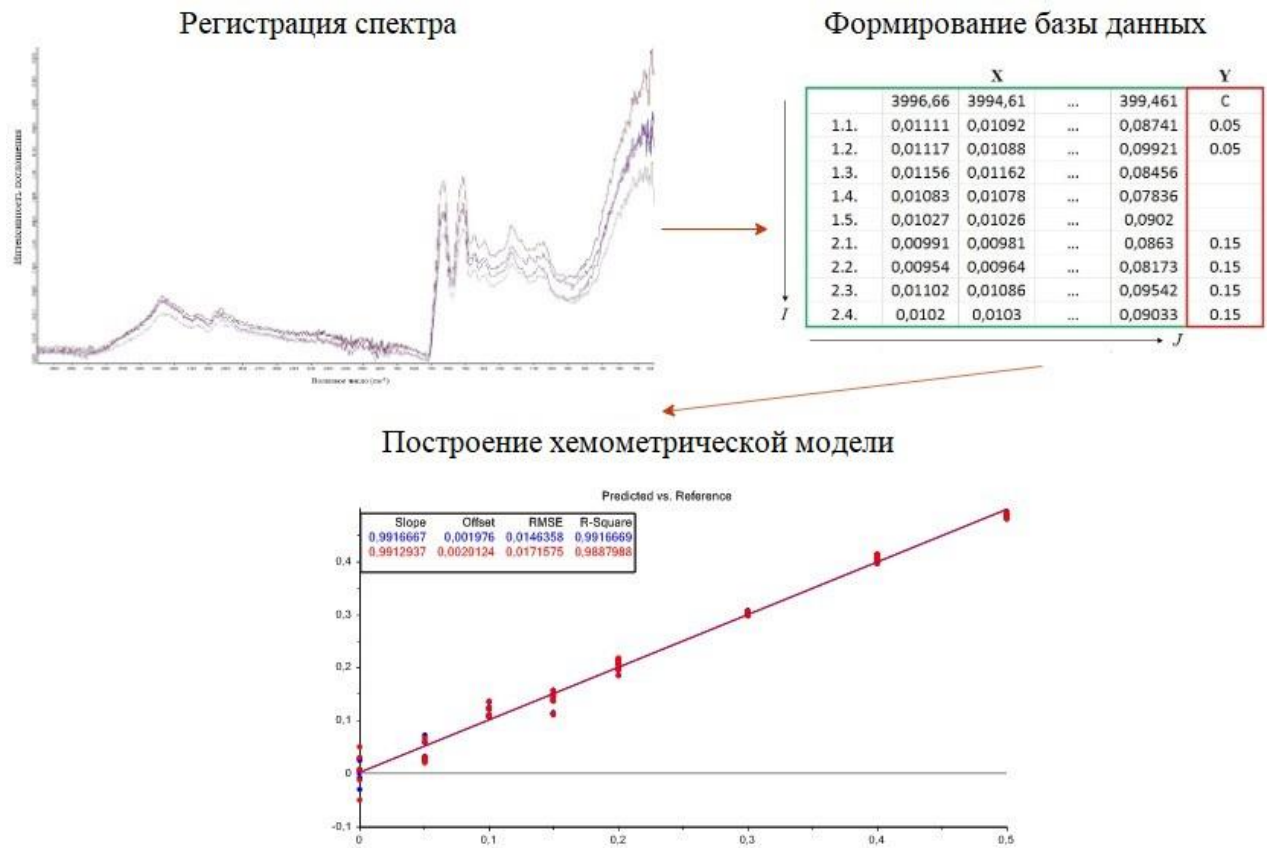 Регистрация спектра
Формирование базы данных
Интенсивность поглощения
Волновое число (см⁻¹)
X Y
3996,66 3994,61 ... 399,461 C
1.1. 0,01111 0,01092 ... 0,08741 0.05
1.2. 0,01117 0,01088 ... 0,09921 0.05
1.3. 0,01156 0,01162 ... 0,08456
1.4. 0,01083 0,01078 ... 0,07836
1.5. 0,01027 0,01026 ... 0,0902
2.1. 0,00991 0,00981 ... 0,0863 0.15
2.2. 0,00954 0,00964 ... 0,08173 0.15
2.3. 0,01102 0,01086 ... 0,09542 0.15
2.4. 0,0102 0,0103 ... 0,09033 0.15
I
J
Построение хемометрической модели
Predicted vs. Reference
Slope Offset RMSE R-Square
0,9916667 0,001976 0,0146358 0,9916669
0,9912937 0,0020124 0,0171575 0,9887988
0,4
0,3
0,2
0,1
0
-0,1
0 0,1 0,2 0,3 0,4 0,5